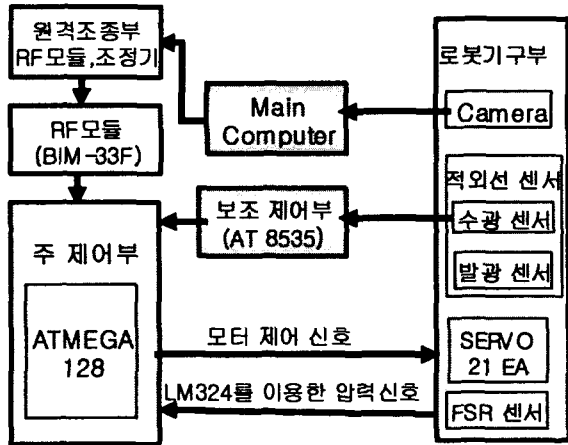 원격조종부
RF모듈,조정기
RF모듈
(BIM-33F)
주 제어부
ATMEGA
128
Main
Computer
보조 제어부
(AT 8535)
모터 제어 신호
LM324를 이용한 압력신호
로봇기구부
Camera
적외선 센서
수광 센서
발광 센서
SERVO
21 EA
FSR 센서